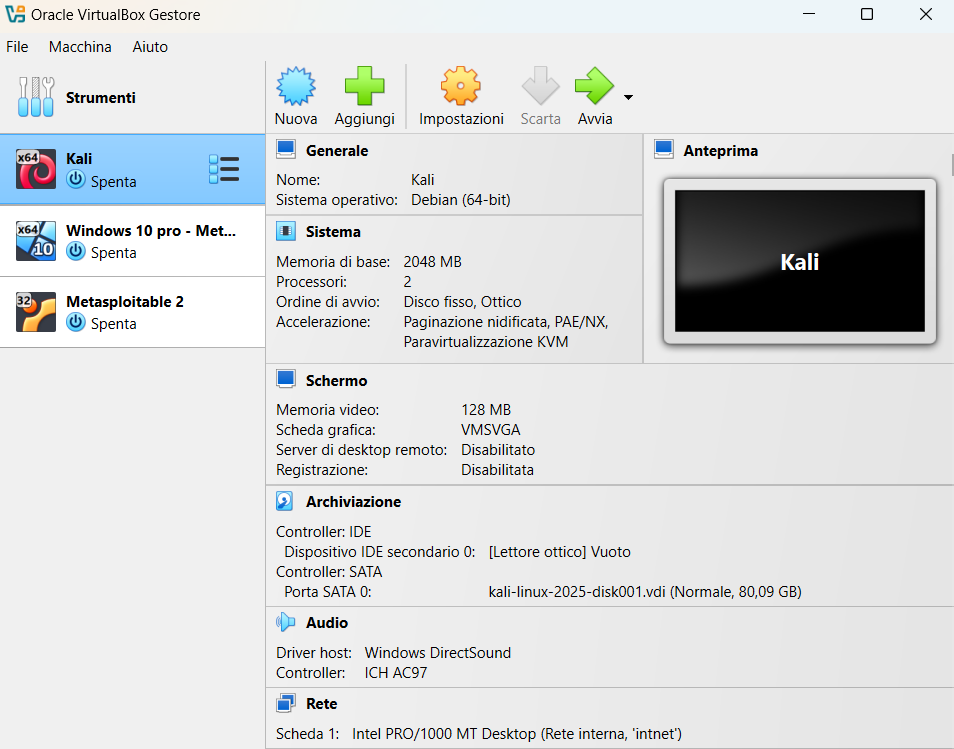 Oracle VirtualBox Gestore
File Macchina Aiuto
Strumenti
Nuova Aggiungi Impostazioni Scarta Avvia
x64 Kali
Spenta
x64 10 Windows 10 pro - Met...
Spenta
32 Metasploitable 2
Spenta
Generale
Nome: Kali
Sistema operativo: Debian (64-bit)
Anteprima
Kali
Sistema
Memoria di base: 2048 MB
Processori: 2
Ordine di avvio: Disco fisso, Ottico
Accelerazione: Paginazione nidificata, PAE/NX,
Paravirtualizzazione KVM
Schermo
Memoria video: 128 MB
Scheda grafica: VMSVGA
Server di desktop remoto: Disabilitato
Registrazione: Disabilitata
Archiviazione
Controller: IDE
Dispositivo IDE secondario 0: [Lettore ottico] Vuoto
Controller: SATA
Porta SATA 0: kali-linux-2025-disk001.vdi (Normale, 80,09 GB)
Audio
Driver host: Windows DirectSound
Controller: ICH AC97
Rete
Scheda 1: Intel PRO/1000 MT Desktop (Rete interna, 'intnet')